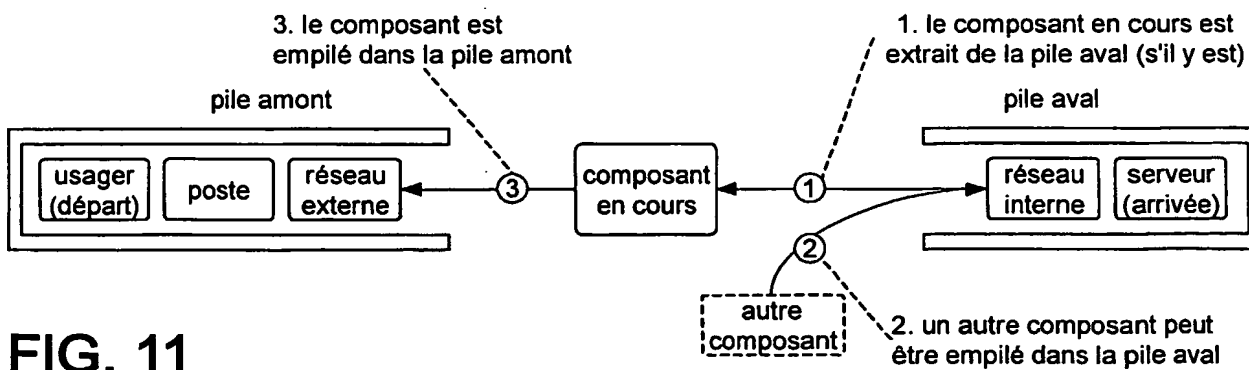 3. le composant est
empilé dans la pile amont
1. le composant en cours est
extrait de la pile aval (s'il y est)
pile amont
pile aval
usager
(départ)
poste
réseau
externe
3
composant
en cours
1
réseau
interne
serveur
(arrivée)
2
autre
composant
2. un autre composant peut
être empilé dans la pile aval
FIG. 11